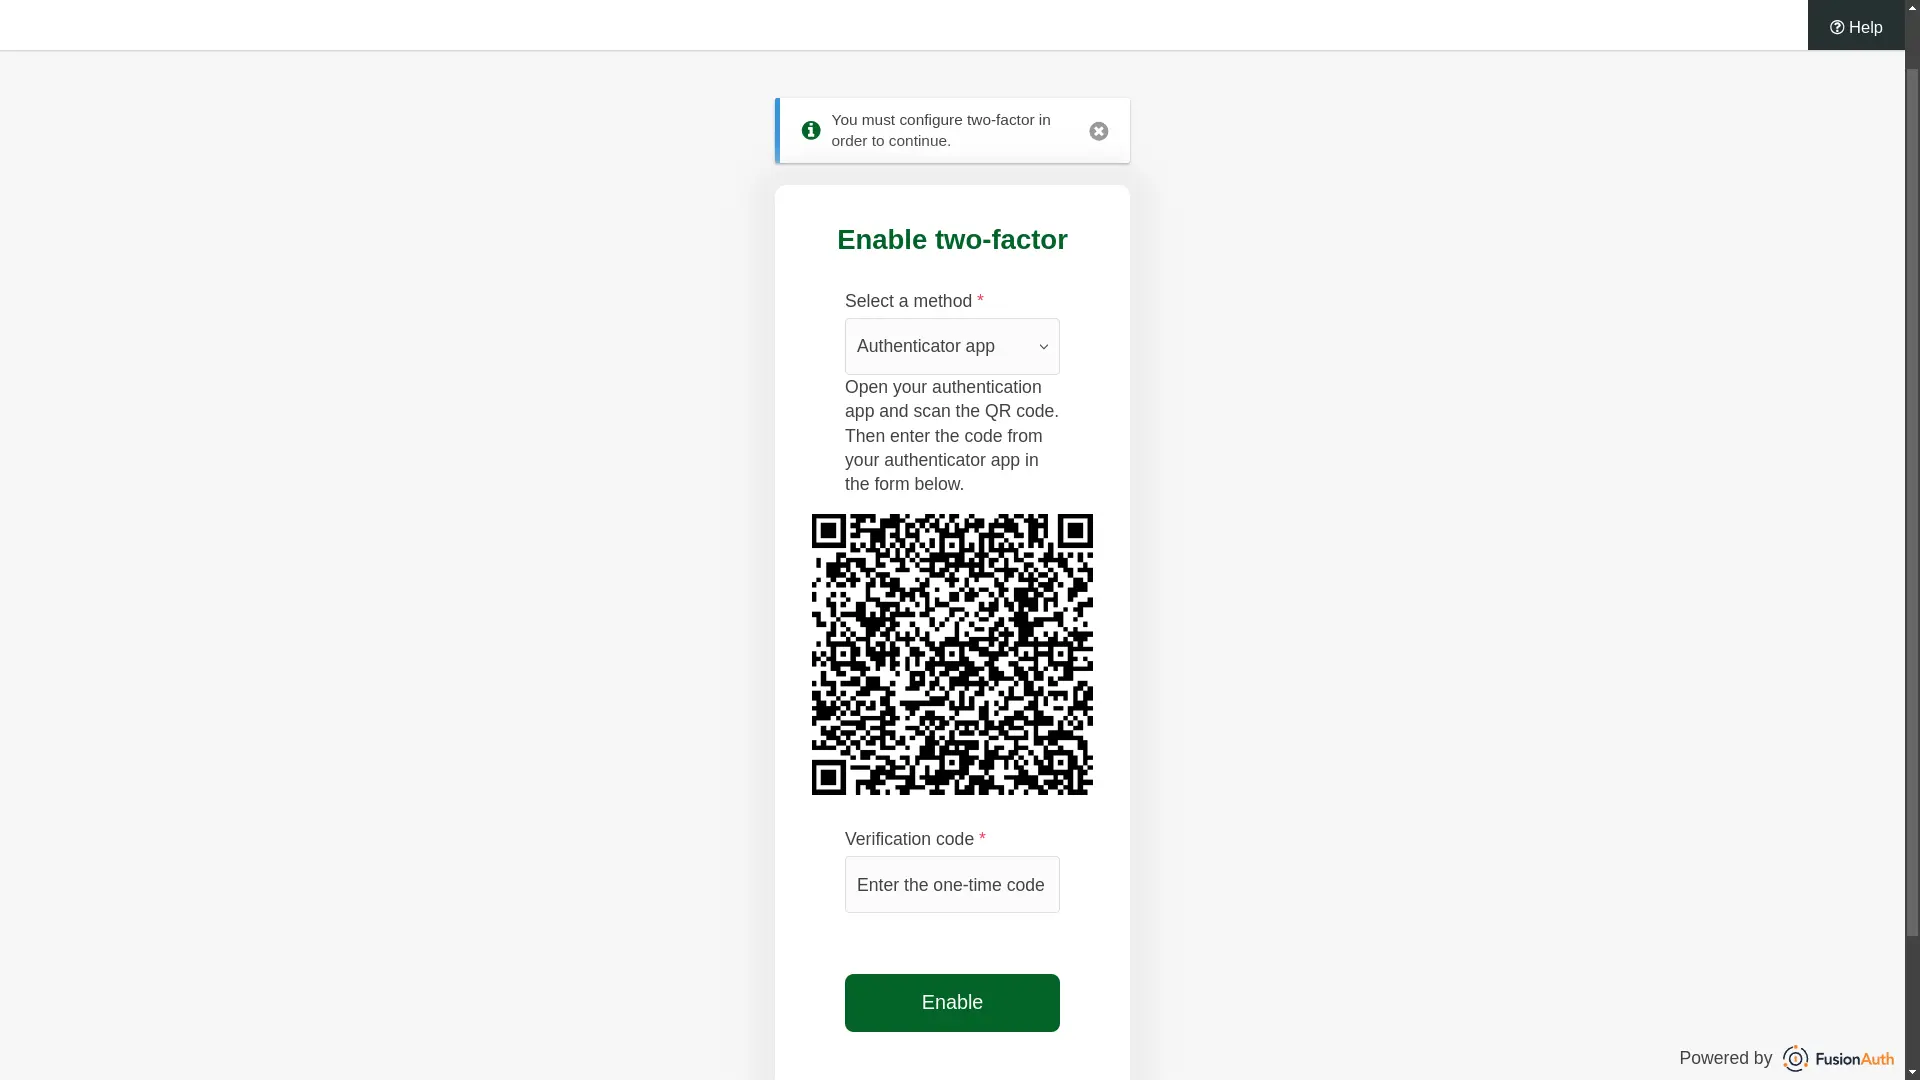 Help
You must configure two-factor in
order to continue.
Enable two-factor
Select a method *
Authenticator app
Open your authentication
app and scan the QR code.
Then enter the code from
your authenticator app in
the form below.
Verification code *
Enter the one-time code
Enable
Powered by FusionAuth